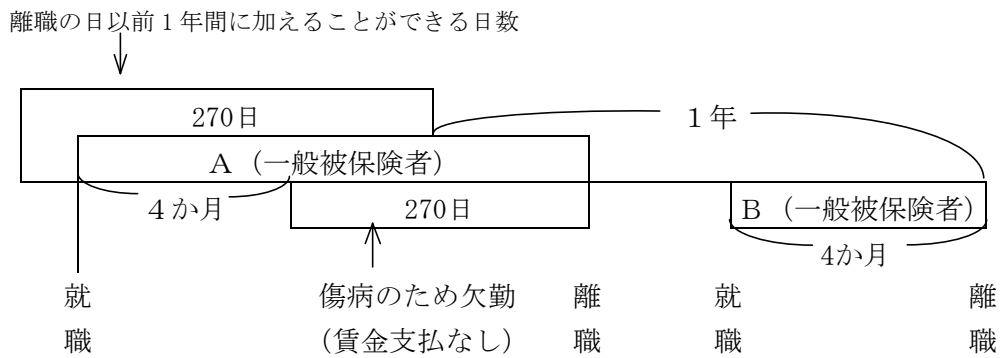 離職の日以前１年間に加えることができる日数
270日
１年
Ａ（一般被保険者）
４か月
270日
Ｂ（一般被保険者）
4か月
就職
傷病のため欠勤
（賃金支払なし）
離職
就職
離職